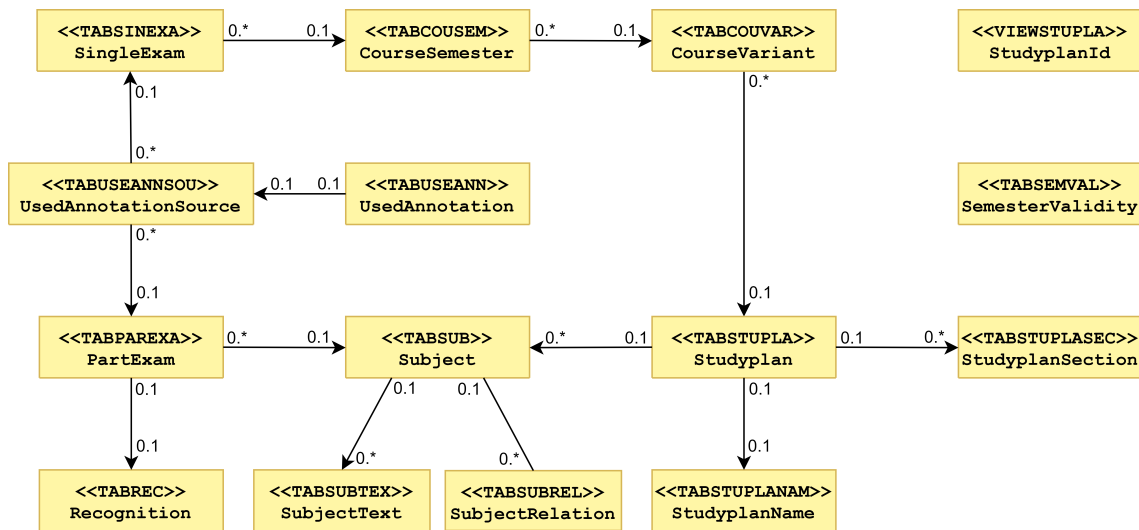 <<TABSINEXA>>
SingleExam
0.*
0.1
<<TABCOUSEM>>
CourseSemester
0.*
0.1
<<TABCOUVAR>>
CourseVariant
<<VIEWSTUPLA>>
StudyplanId
0.1
0.*
0.*
<<TABUSEANNSOU>>
UsedAnnotationSource
0.1
0.1
<<TABUSEANN>>
UsedAnnotation
<<TABSEMVAL>>
SemesterValidity
0.*
0.1
0.1
<<TABPAREXA>>
PartExam
0.*
0.1
<<TABSUB>>
Subject
0.*
0.1
<<TABSTUPLA>>
Studyplan
0.1
0.*
<<TABSTUPLASEC>>
StudyplanSection
0.1
0.1
0.1
0.1
0.1
0.*
0.*
0.1
<<TABREC>>
Recognition
<<TABSUBTEX>>
SubjectText
<<TABSUBREL>>
SubjectRelation
<<TABSTUPLANAM>>
StudyplanName